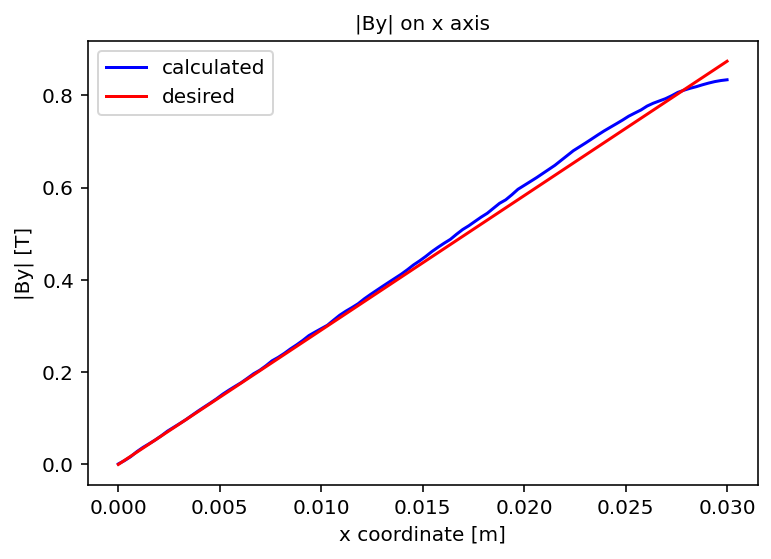 |By| on x axis
calculated
desired
|By| [T]
0.8
0.6
0.4
0.2
0.0
0.000 0.005 0.010 0.015 0.020 0.025 0.030
x coordinate [m]